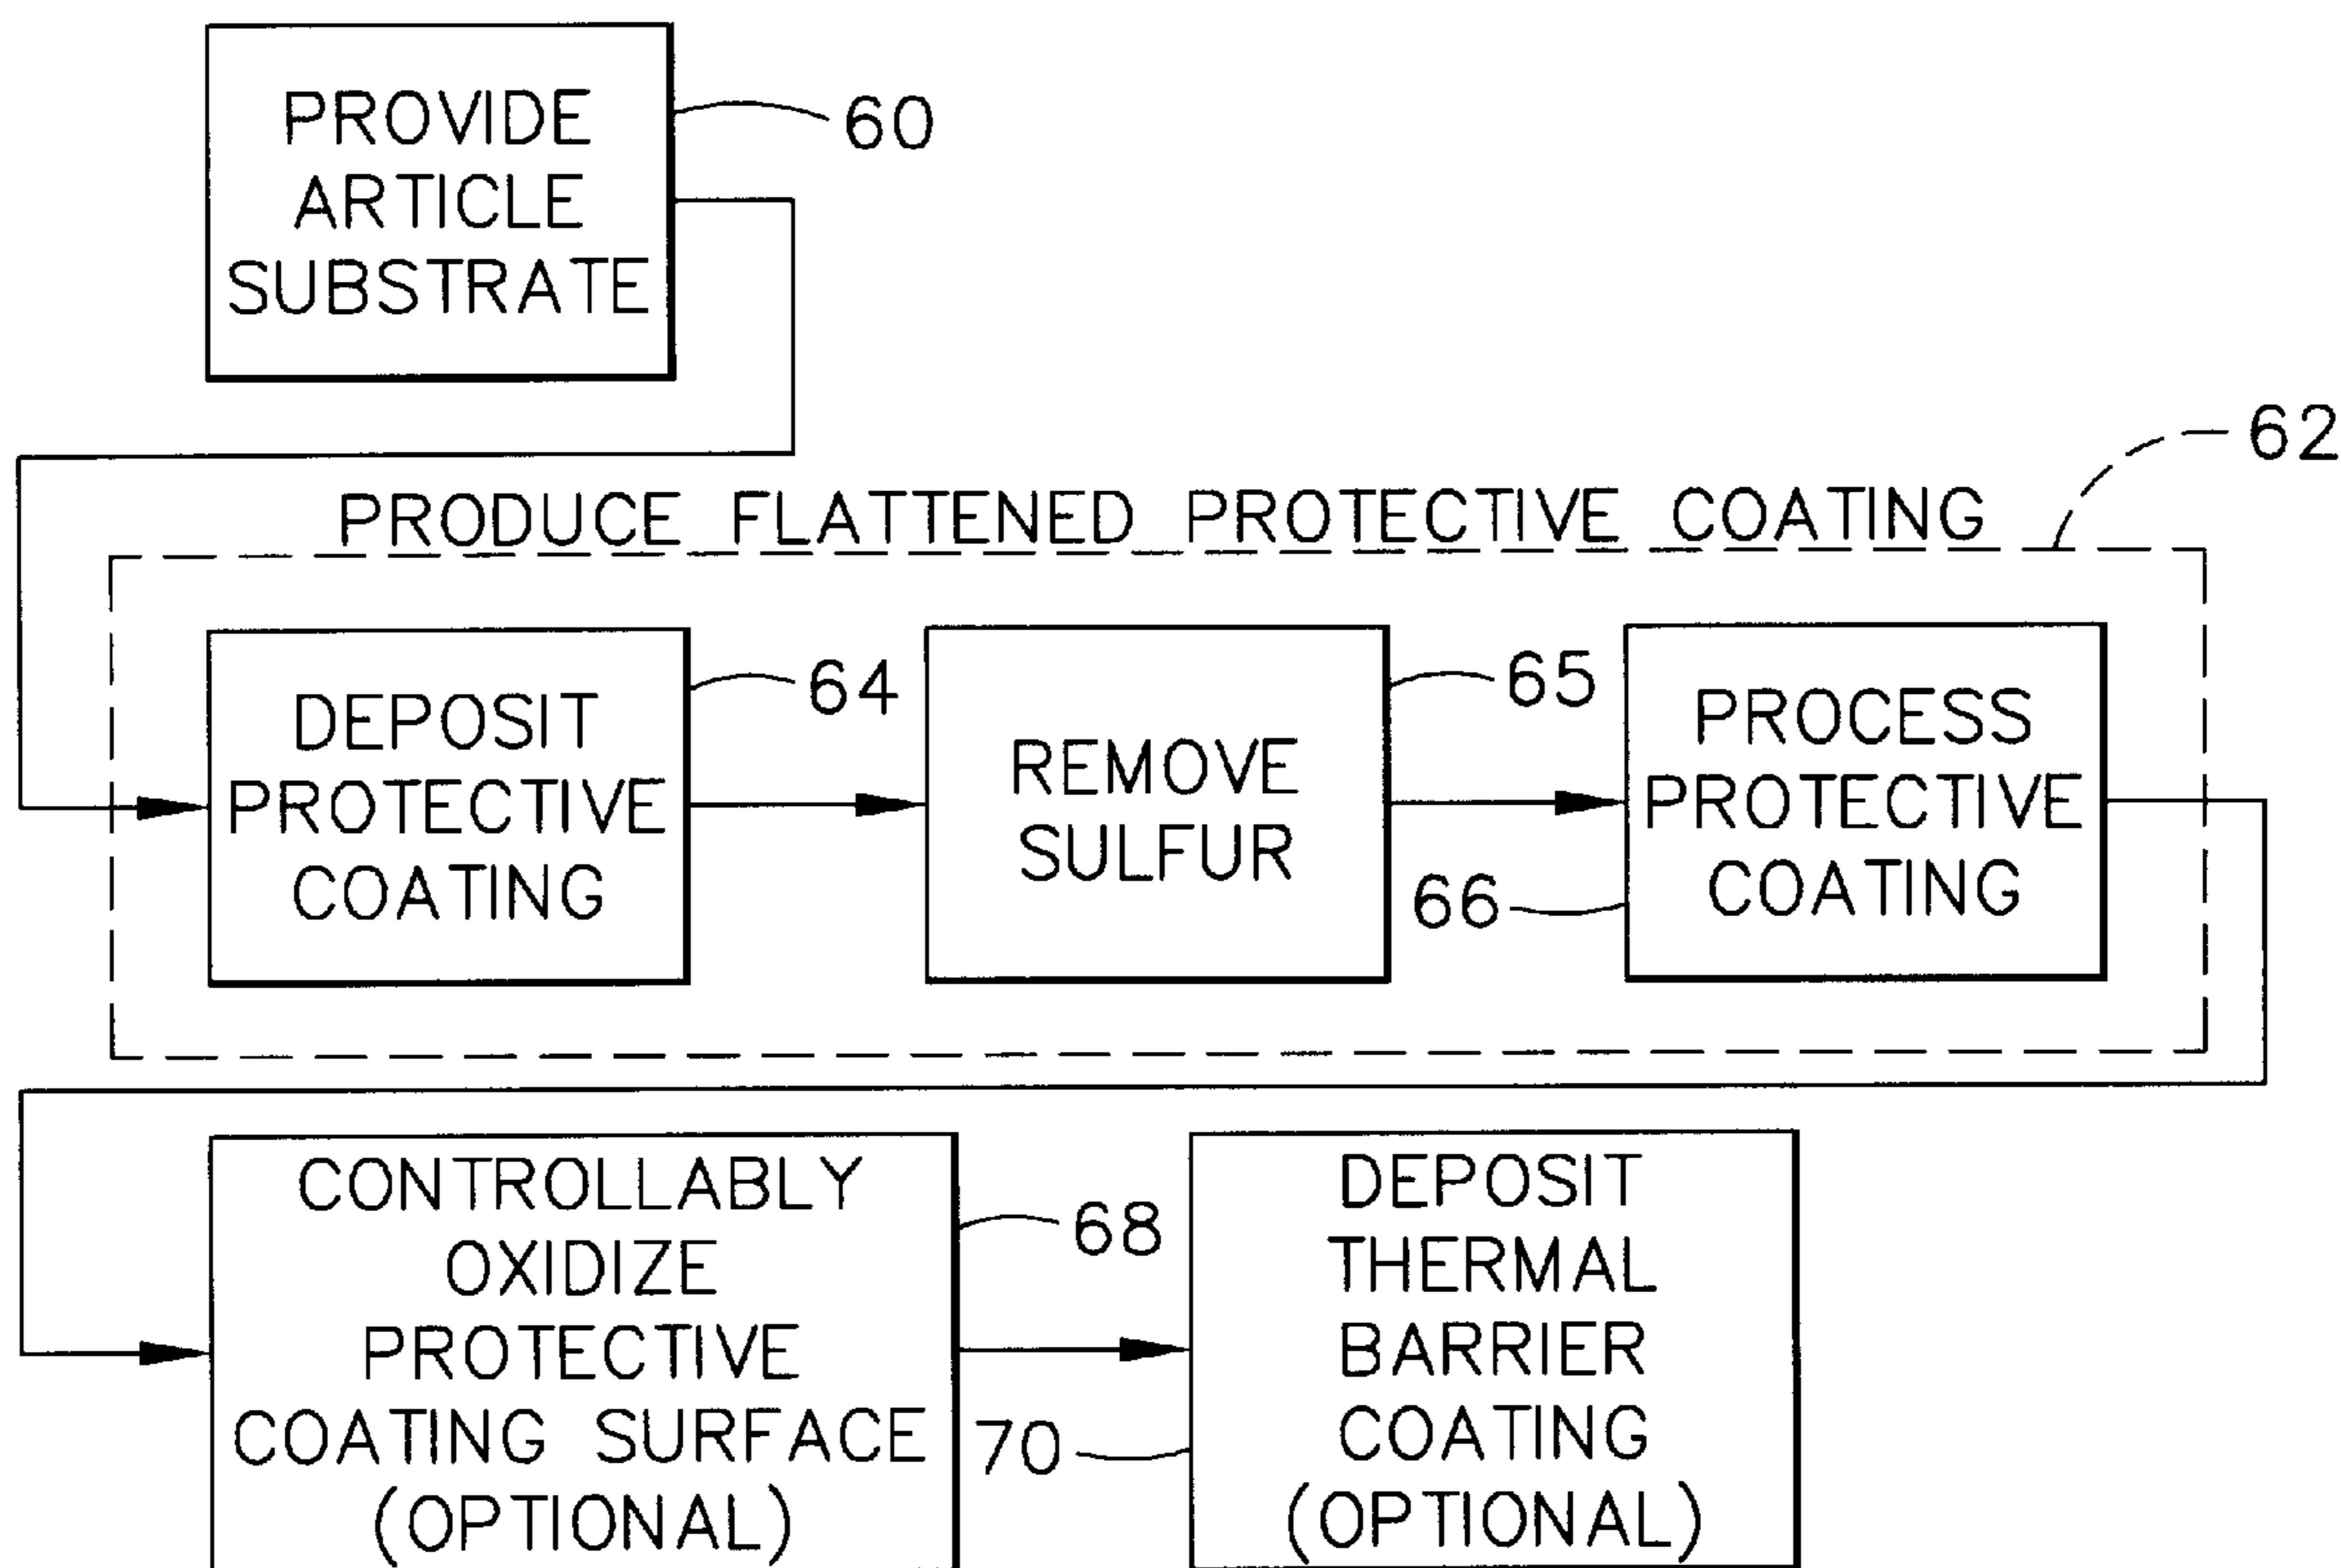 PROVIDE
ARTICLE
SUBSTRATE
60
62
PRODUCE FLATTENED PROTECTIVE COATING
DEPOSIT
PROTECTIVE
COATING
64
REMOVE
SULFUR
65
PROCESS
PROTECTIVE
COATING
66
CONTROLLABLY
OXIDIZE
PROTECTIVE
COATING SURFACE
(OPTIONAL)
68
DEPOSIT
THERMAL
BARRIER
COATING
(OPTIONAL)
70